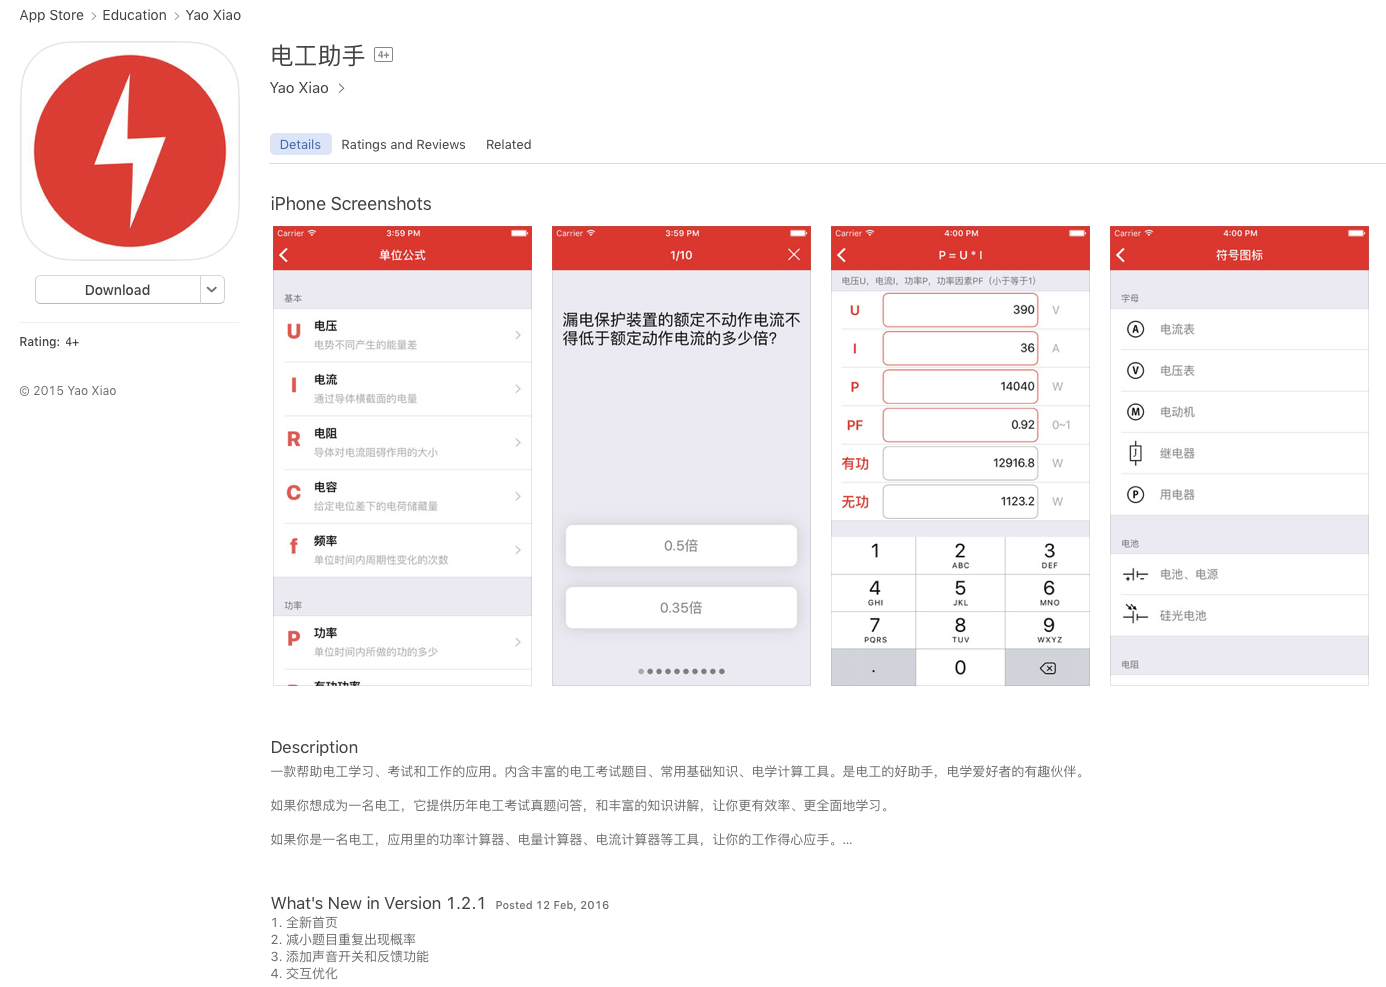 App Store > Education > Yao Xiao
电工助手 4+
Yao Xiao >
Details Ratings and Reviews Related
Download
Rating: 4+
© 2015 Yao Xiao
iPhone Screenshots
Carrier 3:59 PM
单位公式
基本
U 电压
电势不同产生的能量差
I 电流
通过导体横截面的电量
R 电阻
导体对电流阻碍作用的大小
C 电容
给定电位差下的电荷储藏量
f 频率
单位时间内周期性变化的次数
功率
P 功率
单位时间内所做的功的多少
有功功率
Carrier 3:59 PM
1/10
漏电保护装置的额定不动作电流不
得低于额定动作电流的多少倍?
0.5倍
0.35倍
Carrier 4:00 PM
P = U * I
电压U，电流I，功率P，功率因素PF（小于等于1）
U 390 V
I 36 A
P 14040 W
PF 0.92 0~1
有功 12916.8 W
无功 1123.2 W
1 2 3
ABC DEF
4 5 6
GHI JKL MNO
7 8 9
PQRS TUV WXYZ
. 0
Carrier 4:00 PM
符号图标
字母
A 电流表
V 电压表
M 电动机
J 继电器
P 用电器
电池
电池、电源
硅光电池
电阻
Description
一款帮助电工学习、考试和工作的应用。内含丰富的电工考试题目、常用基础知识、电学计算工具。是电工的好助手，电学爱好者的有趣伙伴。
如果你想成为一名电工，它提供历年电工考试真题问答，和丰富的知识讲解，让你更有效率、更全面地学习。
如果你是一名电工，应用里的功率计算器、电量计算器、电流计算器等工具，让你的工作得心应手。...
What's New in Version 1.2.1 Posted 12 Feb, 2016
1. 全新首页
2. 减小题目重复出现概率
3. 添加声音开关和反馈功能
4. 交互优化